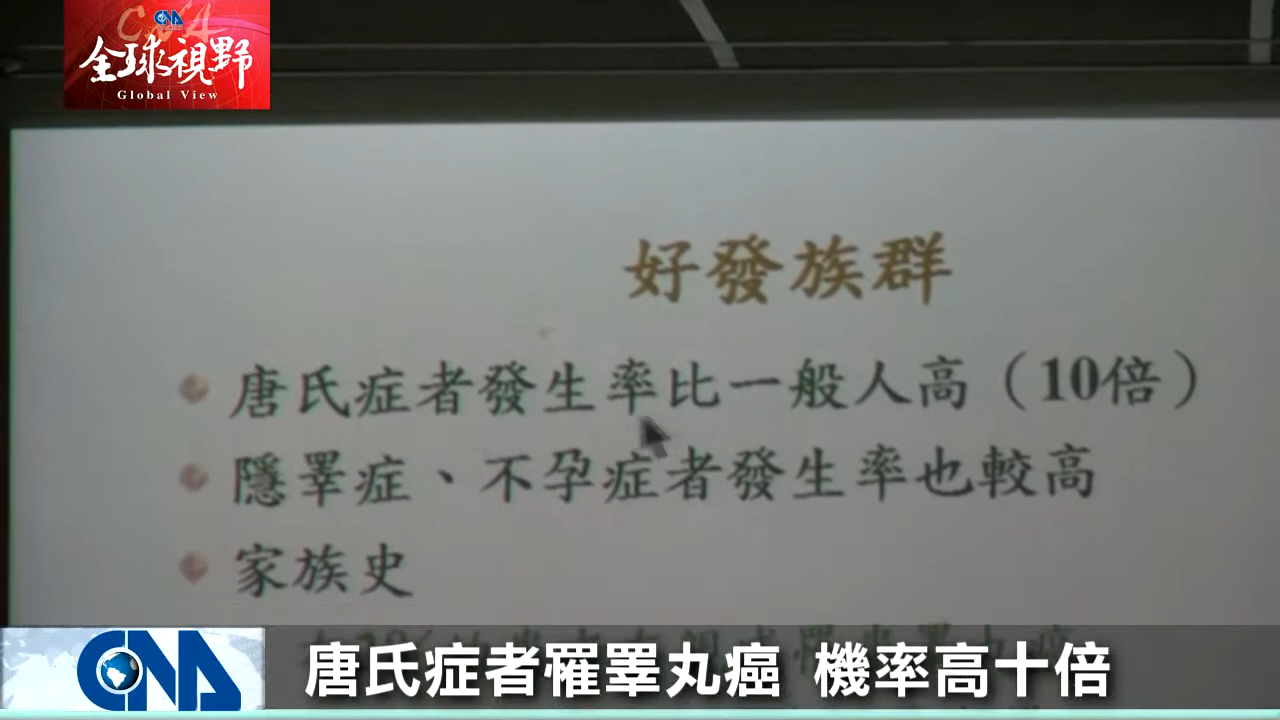 CNA
全球視野
Global View
好發族群
唐氏症者發生率比一般人高（10倍）
隱睪症、不孕症者發生率也較高
家族史
CNA
唐氏症者罹睪丸癌 機率高十倍